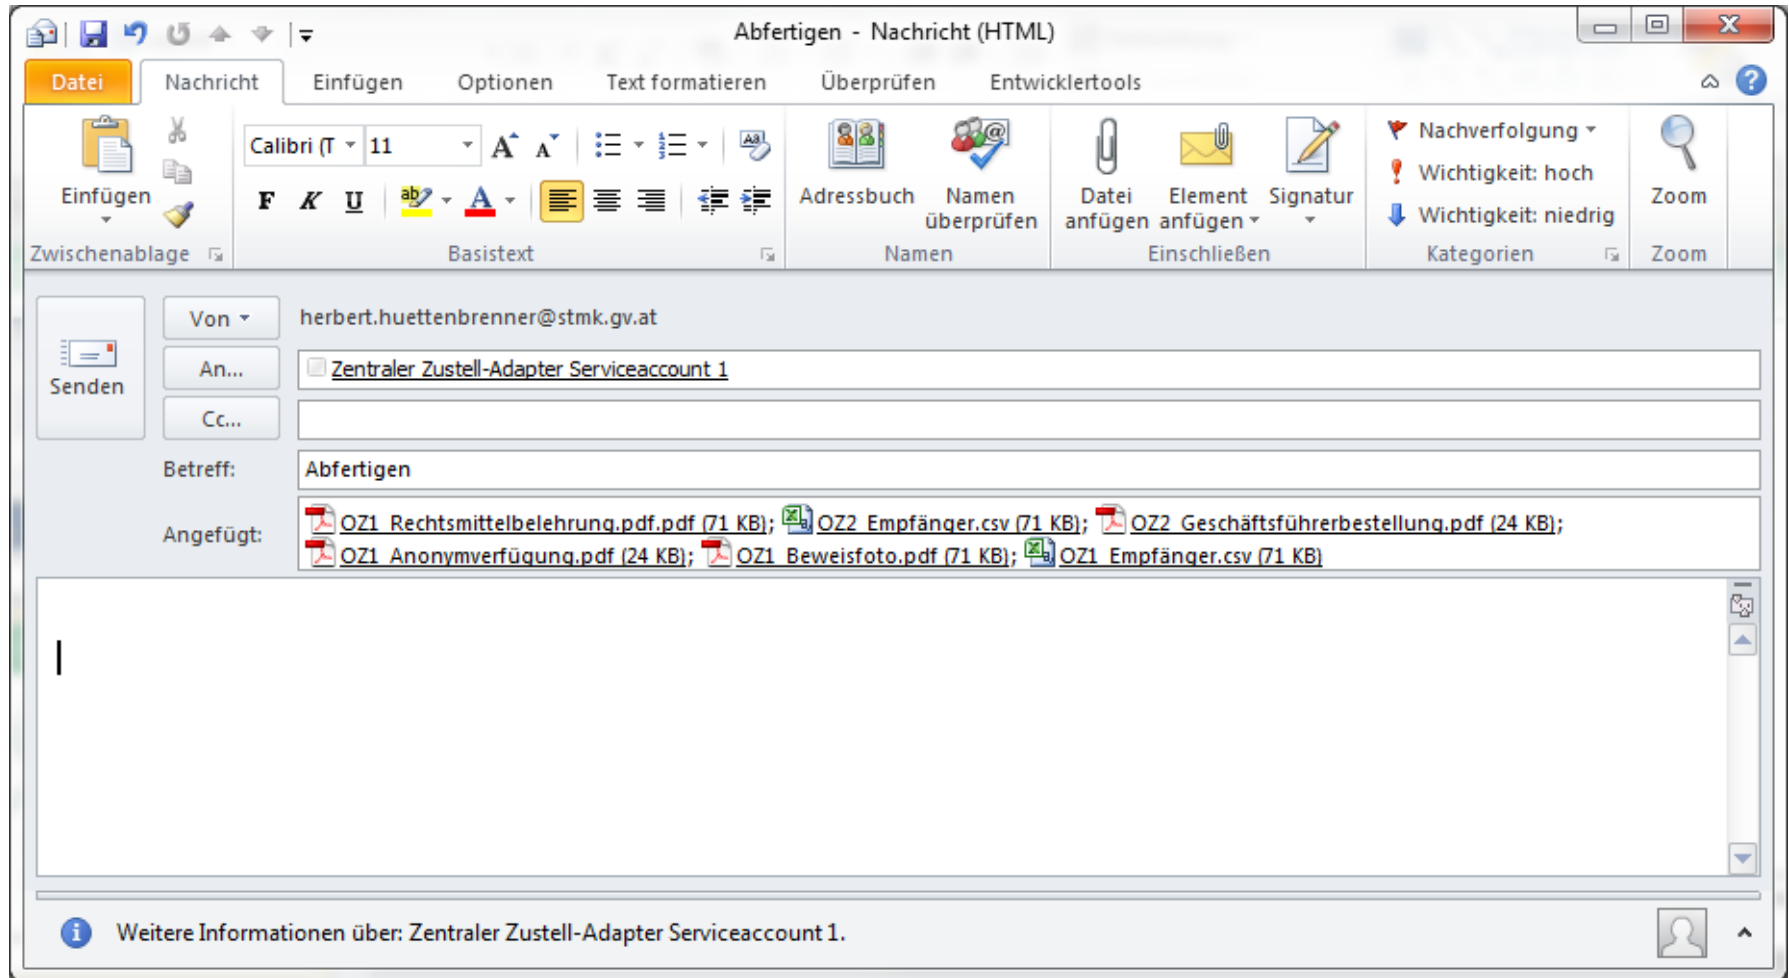 Abfertigen - Nachricht (HTML)
Datei Nachricht Einfügen Optionen Text formatieren Überprüfen Entwicklertools
Einfügen
Zwischenablage
Calibri (T 11
F K U
Basistext
Adressbuch Namen überprüfen
Namen
Datei anfügen Element anfügen Signatur
Einschließen
Nachverfolgung
Wichtigkeit: hoch
Wichtigkeit: niedrig
Kategorien
Zoom
Zoom
Senden
Von herbert.huettenbrenner@stmk.gv.at
An... Zentraler Zustell-Adapter Serviceaccount 1
Cc...
Betreff: Abfertigen
Angefügt: OZ1_Rechtsmittelbelehrung.pdf.pdf (71 KB); OZ2_Empfänger.csv (71 KB); OZ2_Geschäftsführerbestellung.pdf (24 KB);
OZ1_Anonymverfügung.pdf (24 KB); OZ1_Beweisfoto.pdf (71 KB); OZ1_Empfänger.csv (71 KB)
Weitere Informationen über: Zentraler Zustell-Adapter Serviceaccount 1.